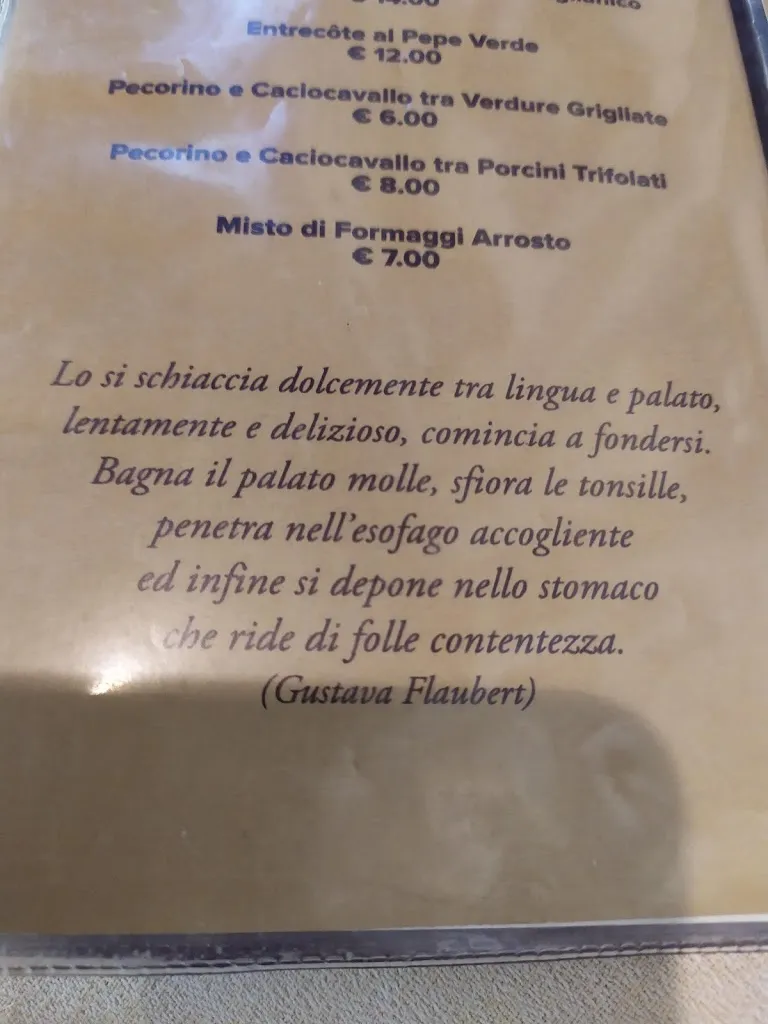 € 14.00
Entrecôte al Pepe Verde
€ 12.00
Pecorino e Caciocavallo tra Verdure Grigliate
€ 6.00
Pecorino e Caciocavallo tra Porcini Trifolati
€ 8.00
Misto di Formaggi Arrosto
€ 7.00
Lo si schiaccia dolcemente tra lingua e palato,
lentamente e delizioso, comincia a fondersi.
Bagna il palato molle, sfiora le tonsille,
penetra nell'esofago accogliente
ed infine si depone nello stomaco
che ride di folle contentezza.
(Gustava Flaubert)